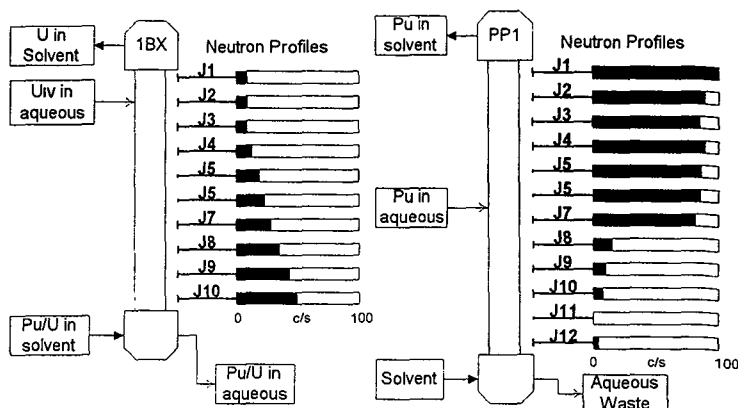 U in
Solvent
1BX
UIV in
aqueous
Neutron Profiles
J1
J2
J3
J4
J5
J5
J7
J8
J9
J10
0 c/s 100
Pu/U in
solvent
Pu/U in
aqueous
Pu in
solvent
PP1
Neutron Profiles
J1
J2
J3
J4
J5
J5
J7
J8
J9
J10
J11
J12
0 c/s 100
Pu in
aqueous
Solvent
Aqueous
Waste